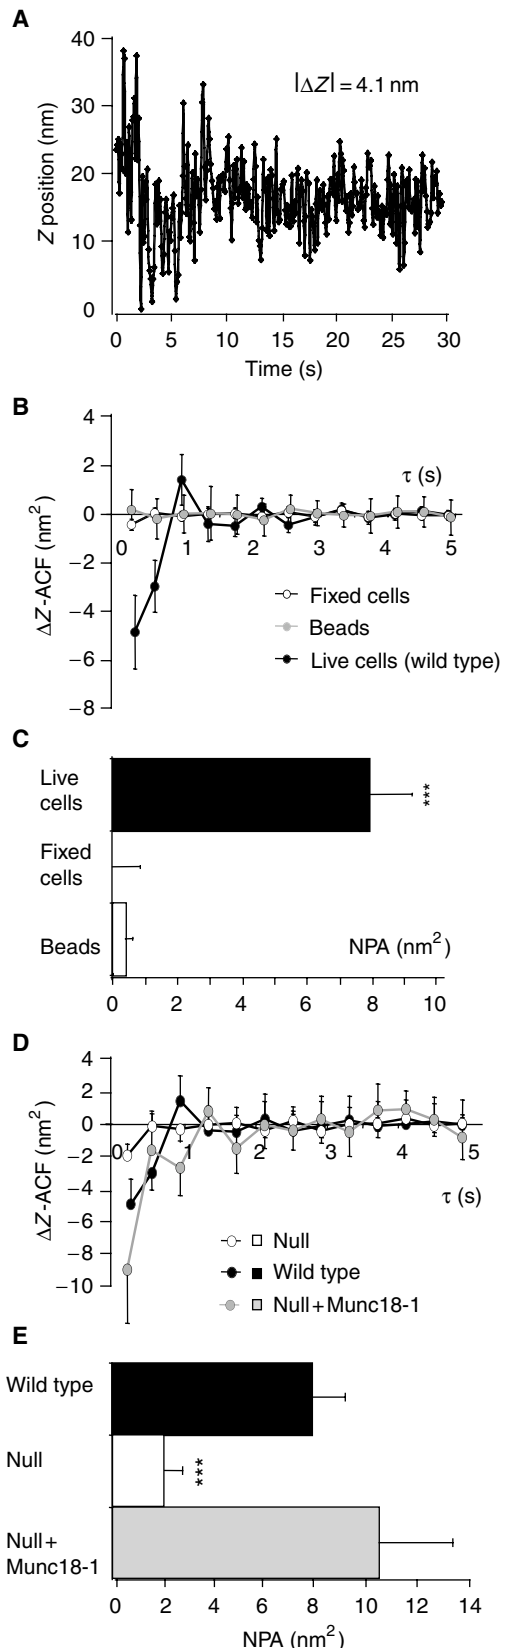 A
40
30
20
10
0
Z position (nm)
|ΔZ| = 4.1 nm
0 5 10 15 20 25 30
Time (s)
B
4
2
0
−2
−4
−6
−8
ΔZ-ACF (nm2)
τ (s)
0 1 2 3 4 5
Fixed cells
Beads
Live cells (wild type)
C
Live
cells
***
Fixed
cells
Beads
NPA (nm2)
0 2 4 6 8 10
D
4
2
0
−2
−4
−6
−8
−10
ΔZ-ACF (nm2)
0 1 2 3 4 5
τ (s)
Null
Wild type
Null+Munc18-1
E
Wild type
Null
***
Null+
Munc18-1
0 2 4 6 8 10 12 14
NPA (nm2)